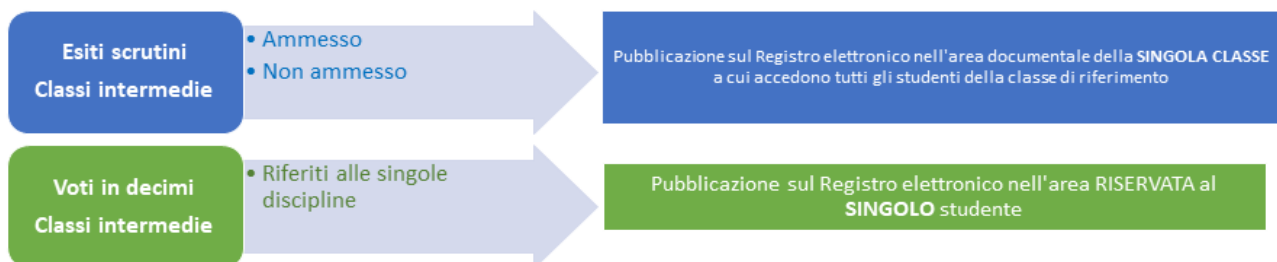 Esiti scrutini
Classi intermedie
• Ammesso
• Non ammesso
Pubblicazione sul Registro elettronico nell'area documentale della SINGOLA CLASSE
a cui accedono tutti gli studenti della classe di riferimento
Voti in decimi
Classi intermedie
• Riferiti alle singole
discipline
Pubblicazione sul Registro elettronico nell'area RISERVATA al
SINGOLO studente